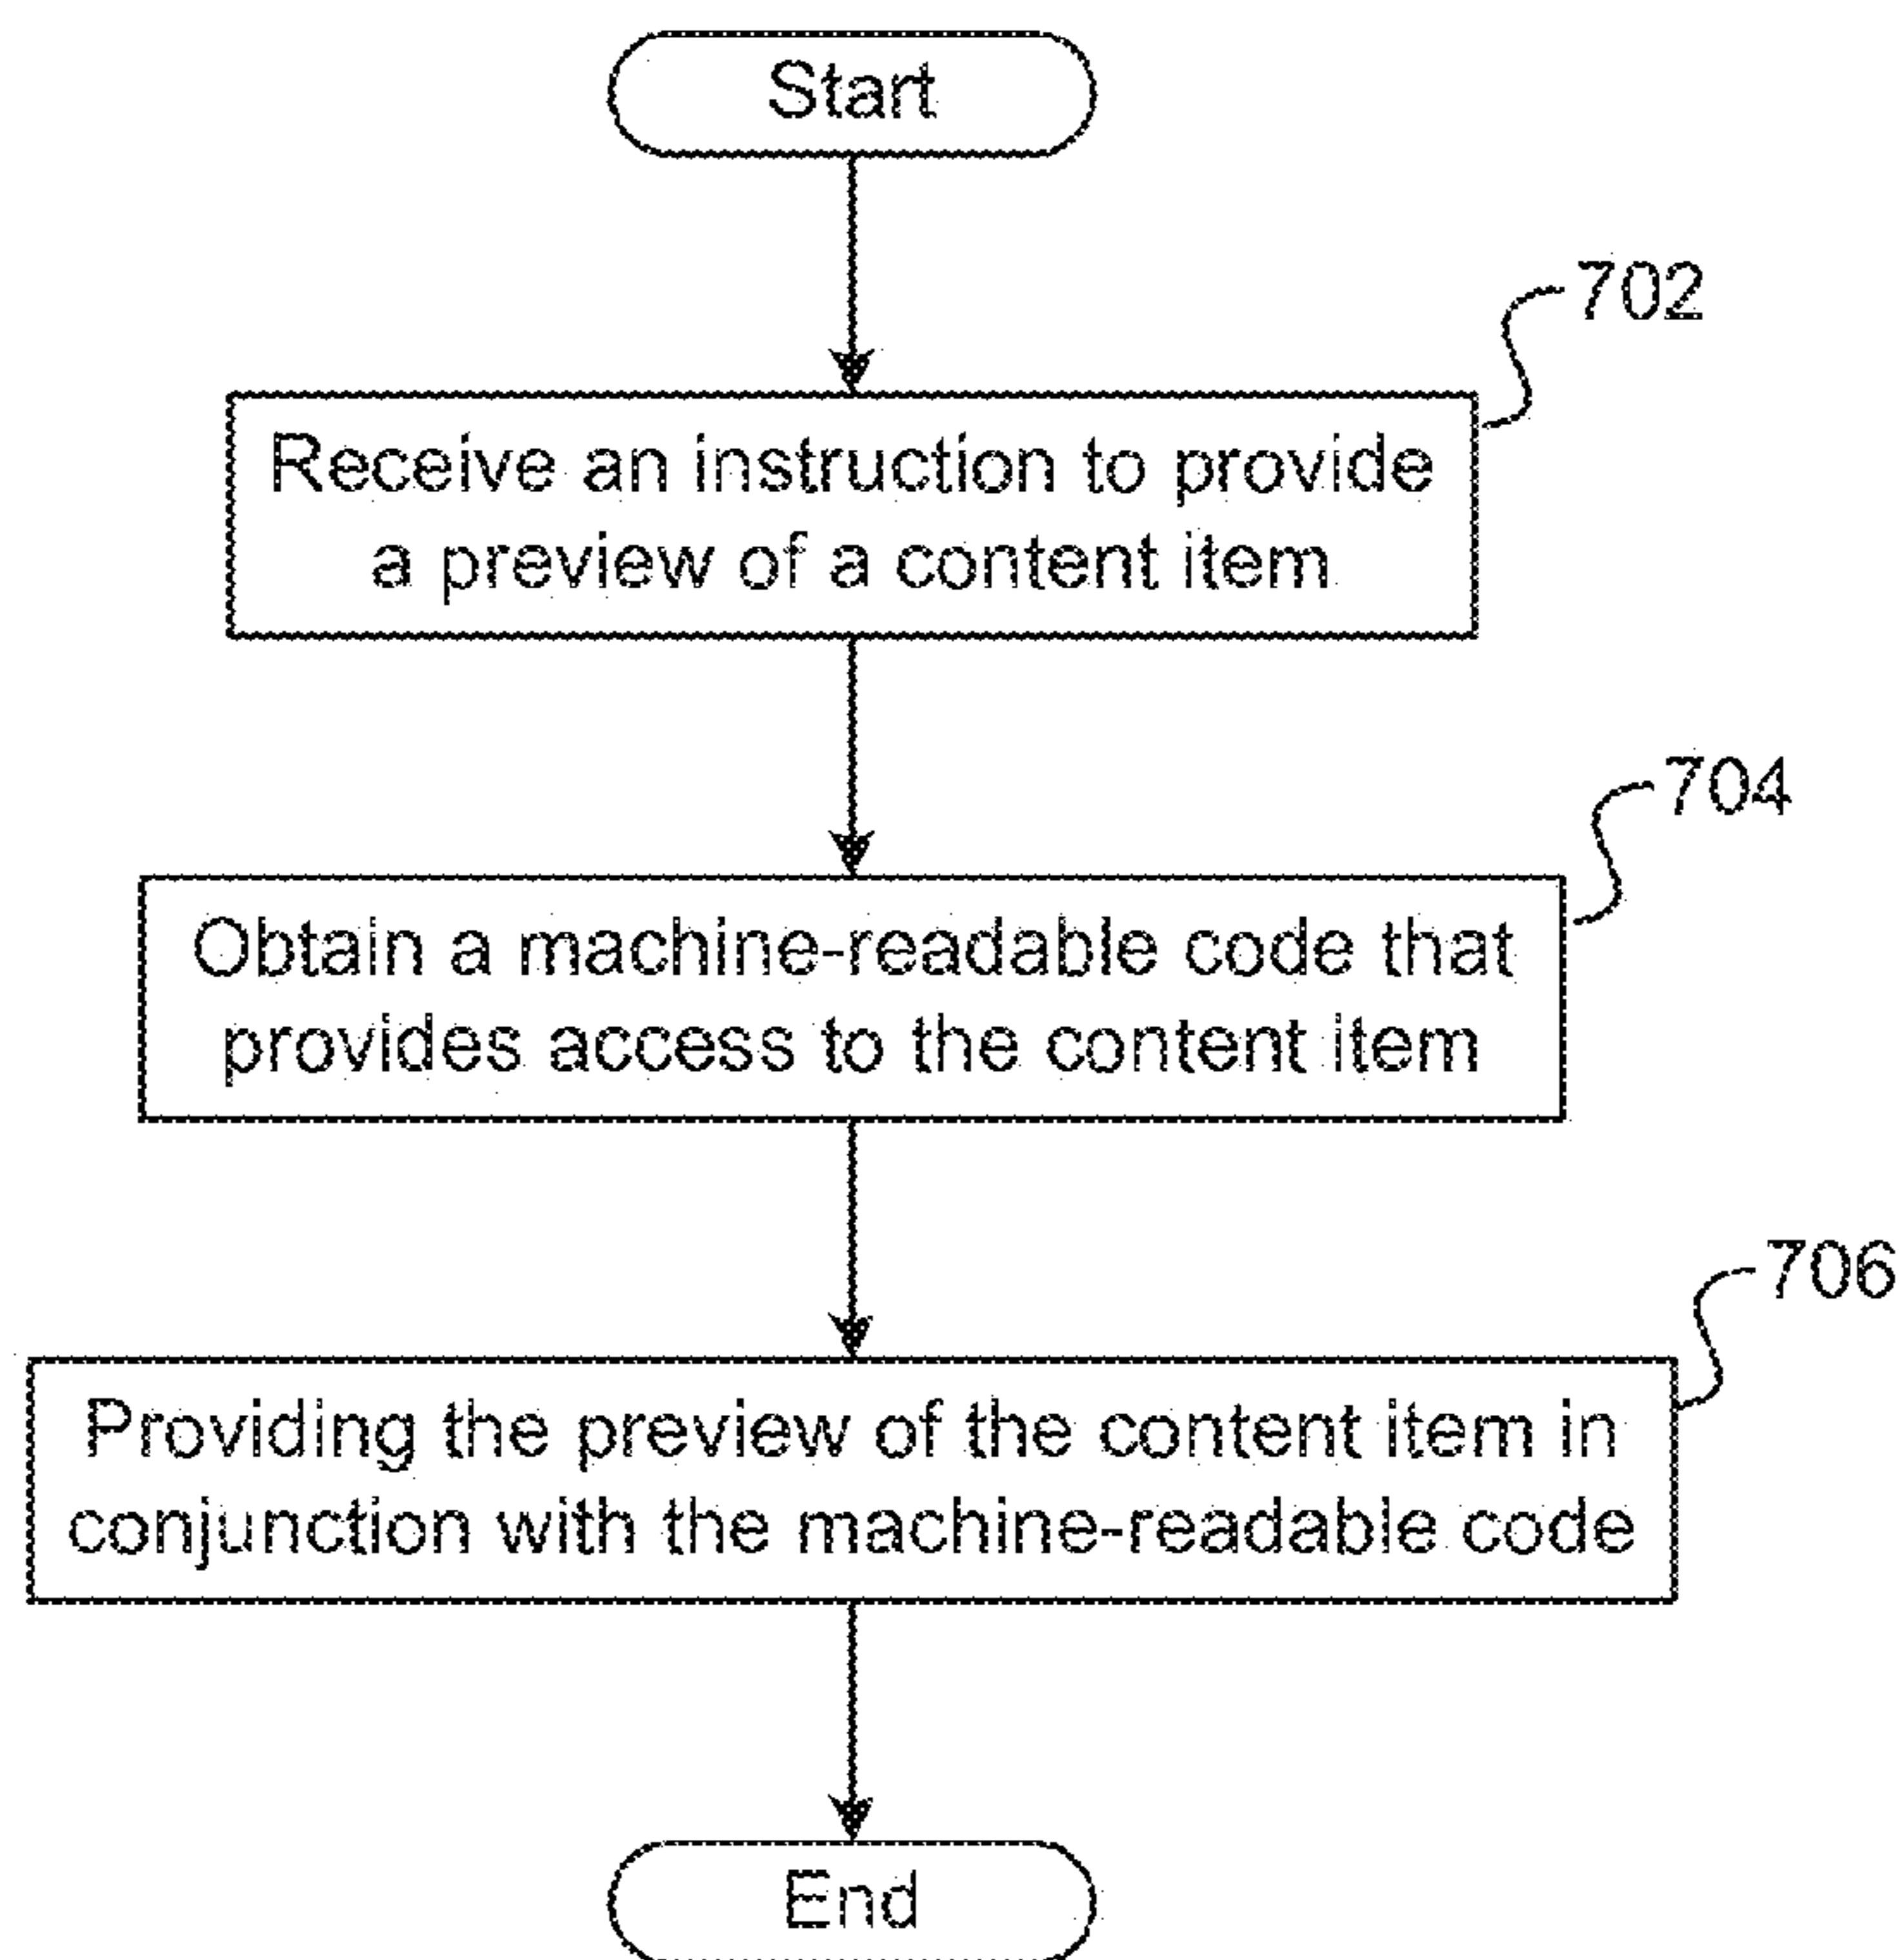 Start
702
Receive an instruction to provide
a preview of a content item
704
Obtain a machine-readable code that
provides access to the content item
706
Providing the preview of the content item in
conjunction with the machine-readable code
End